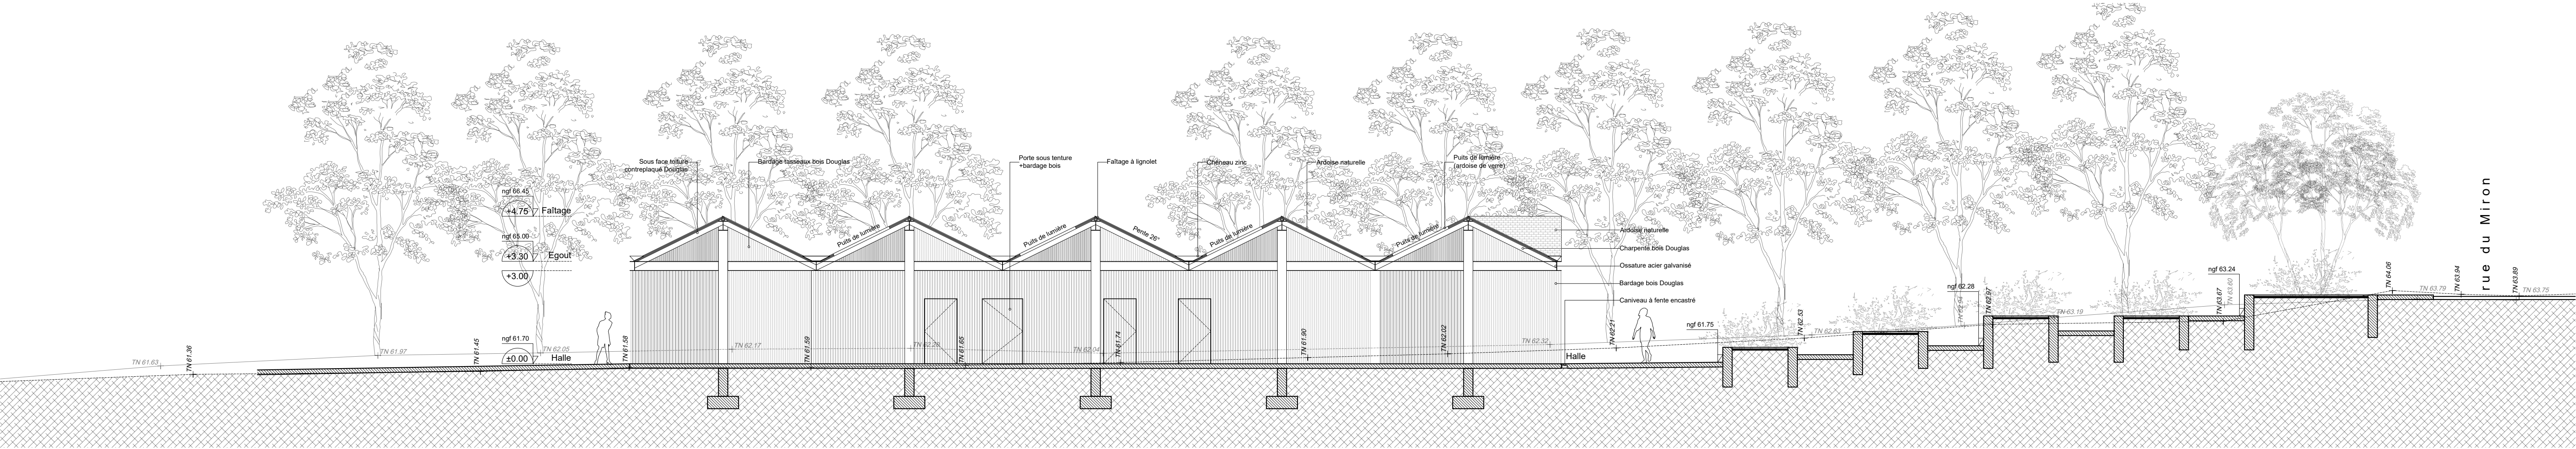 Sous face toiture
contreplaqué Douglas
Bardage tasseaux bois Douglas
Porte sous tenture
+bardage bois
Faîtage à lignolet
Chéneau zinc
Ardoise naturelle
Puits de lumière
(ardoise de verre)
ngf 66.45
+4.75 Faîtage
ngf 65.00
+3.30 Egout
+3.00
ngf 61.70
±0.00 Halle
Puits de lumière
Puits de lumière
Pente 26°
Puits de lumière
Puits de lumière
Ardoise naturelle
Charpente bois Douglas
Ossature acier galvanisé
Bardage bois Douglas
Caniveau à fente encastré
Halle
ngf 61.75
ngf 62.28
ngf 63.24
rue du Miron
TN 61.63
TN 61.36
TN 61.97
TN 61.45
TN 62.05
TN 61.58
TN 62.17
TN 61.59
TN 62.26
TN 61.65
TN 62.04
TN 61.74
TN 61.90
TN 62.02
TN 62.32
TN 62.21
TN 62.53
TN 62.63
TN 62.97
TN 63.19
TN 63.67
TN 63.60
TN 64.06
TN 63.79
TN 63.94
TN 63.89
TN 63.75